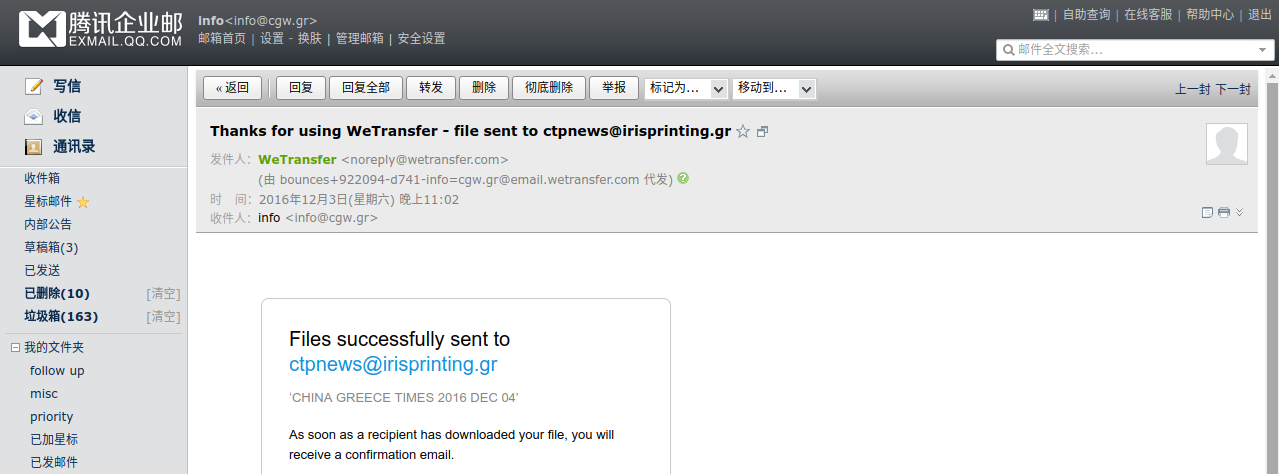 腾讯企业邮
EXMAIL.QQ.COM
info<info@cgw.gr>
邮箱首页 | 设置 - 换肤 | 管理邮箱 | 安全设置
| 自助查询 | 在线客服 | 帮助中心 | 退出
邮件全文搜索...
写信
收信
通讯录
收件箱
星标邮件
内部公告
草稿箱(3)
已发送
已删除(10) [清空]
垃圾箱(163) [清空]
我的文件夹
follow up
misc
priority
已加星标
已发邮件
« 返回 回复 回复全部 转发 删除 彻底删除 举报 标记为... 移动到...
上一封 下一封
Thanks for using WeTransfer - file sent to ctpnews@irisprinting.gr
发件人：WeTransfer <noreply@wetransfer.com>
(由 bounces+922094-d741-info=cgw.gr@email.wetransfer.com 代发)
时 间：2016年12月3日(星期六) 晚上11:02
收件人：info <info@cgw.gr>
Files successfully sent to
ctpnews@irisprinting.gr
'CHINA GREECE TIMES 2016 DEC 04'
As soon as a recipient has downloaded your file, you will
receive a confirmation email.